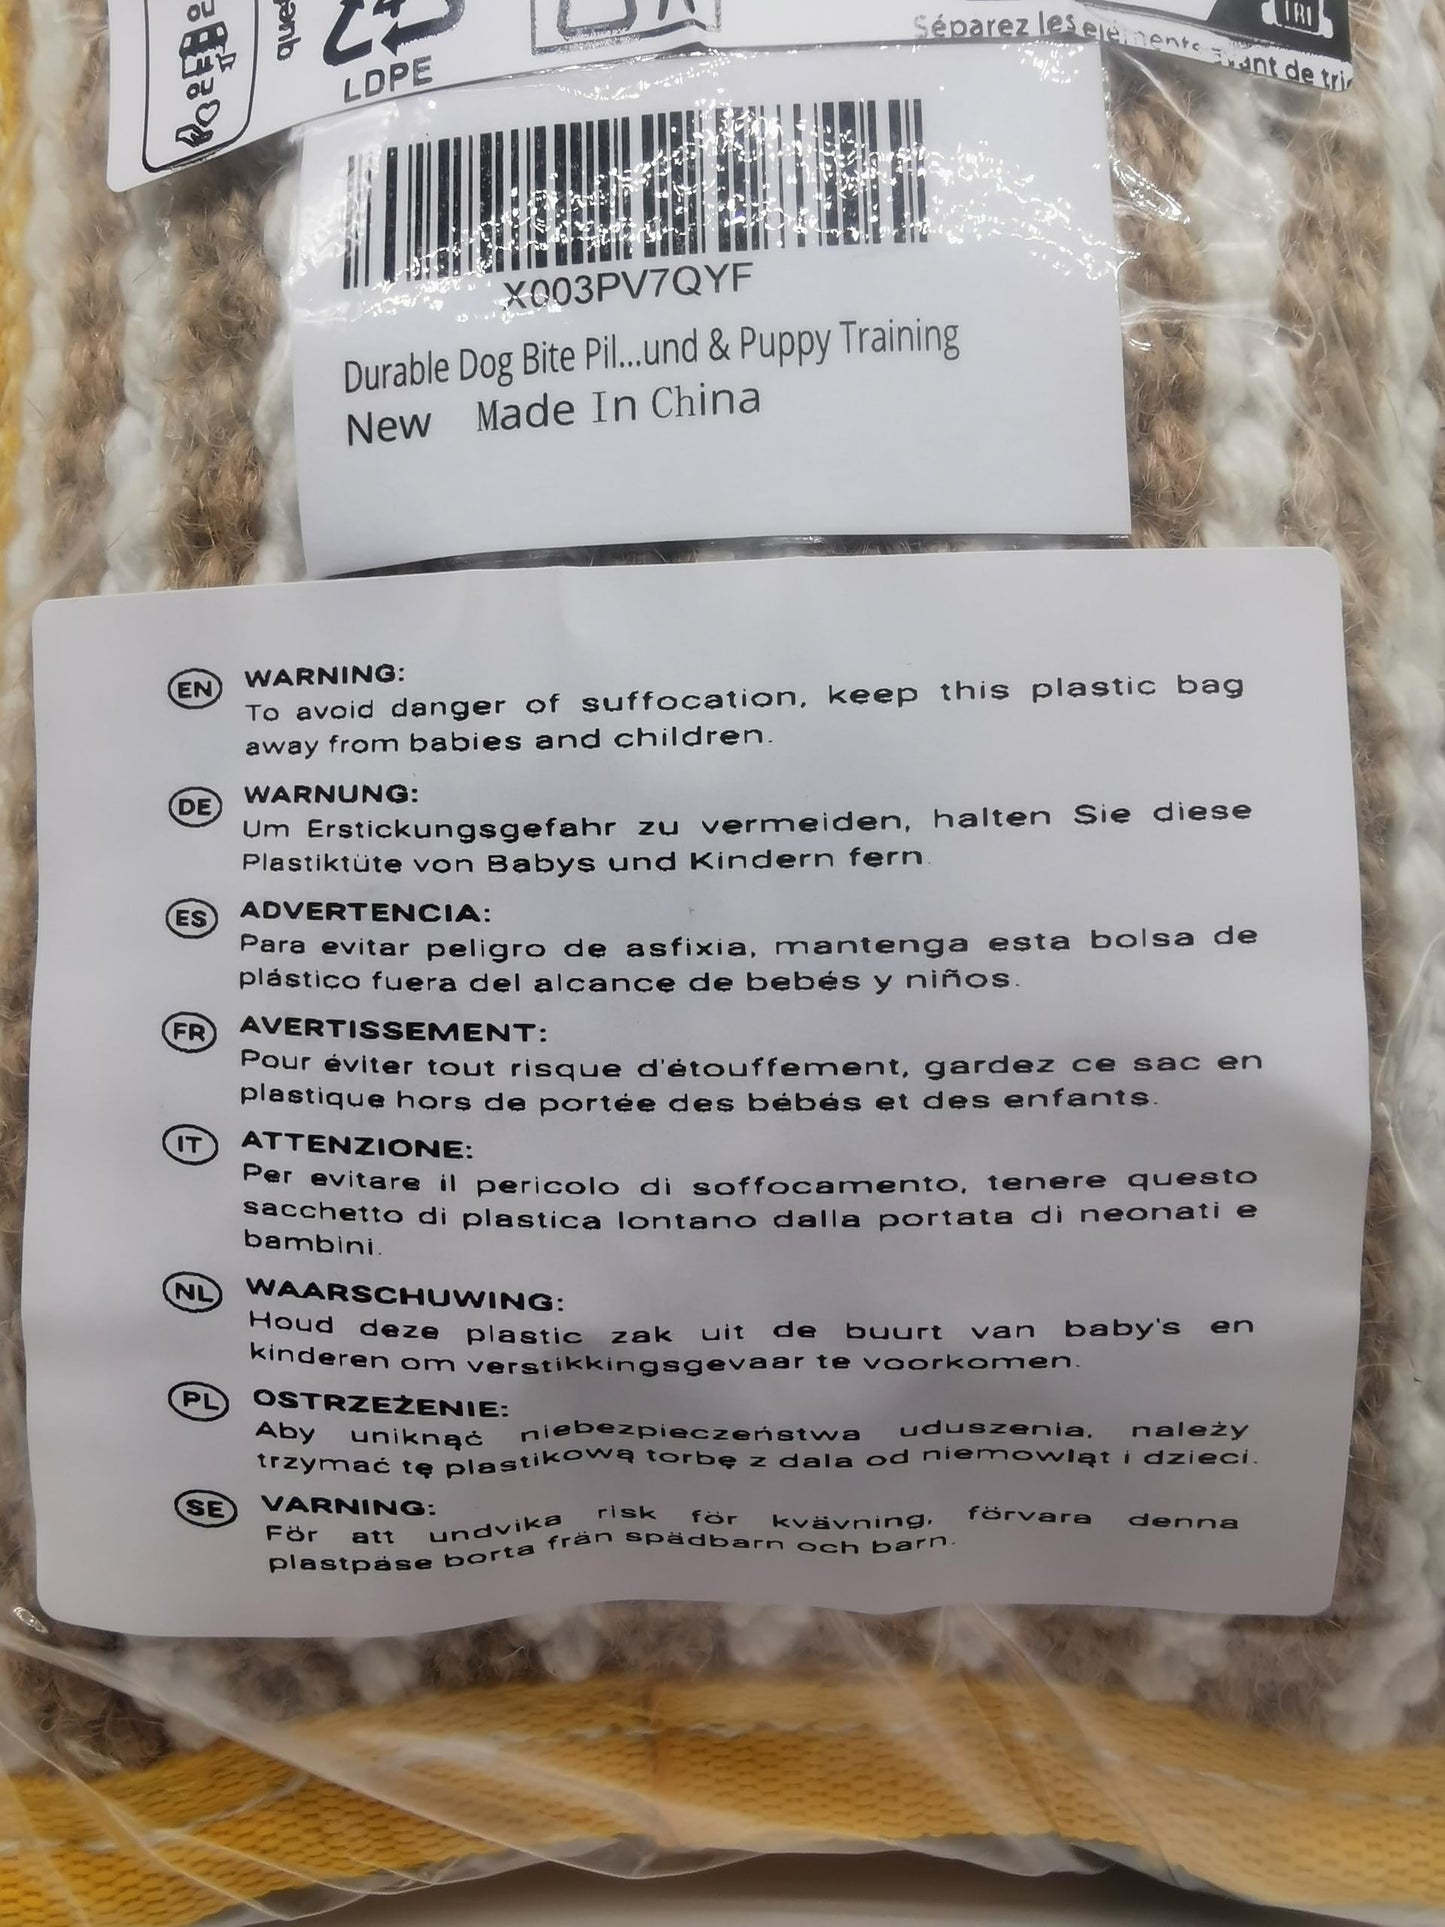 LDPE
Séparez les éléments avant de tri
X003PV7QYF
Durable Dog Bite Pil...und & Puppy Training
New Made In China
EN WARNING:
To avoid danger of suffocation, keep this plastic bag
away from babies and children.
DE WARNUNG:
Um Erstickungsgefahr zu vermeiden, halten Sie diese
Plastiktüte von Babys und Kindern fern.
ES ADVERTENCIA:
Para evitar peligro de asfixia, mantenga esta bolsa de
plástico fuera del alcance de bebés y niños.
FR AVERTISSEMENT:
Pour éviter tout risque d'étouffement, gardez ce sac en
plastique hors de portée des bébés et des enfants.
IT ATTENZIONE:
Per evitare il pericolo di soffocamento, tenere questo
sacchetto di plastica lontano dalla portata di neonati e
bambini.
NL WAARSCHUWING:
Houd deze plastic zak uit de buurt van baby's en
kinderen om verstikkingsgevaar te voorkomen.
PL OSTRZEŻENIE:
Aby uniknąć niebezpieczeństwa uduszenia, należy
trzymać tę plastikową torbę z dala od niemowląt i dzieci.
SE VARNING:
För att undvika risk för kvävning, förvara denna
plastpåse borta från spädbarn och barn.